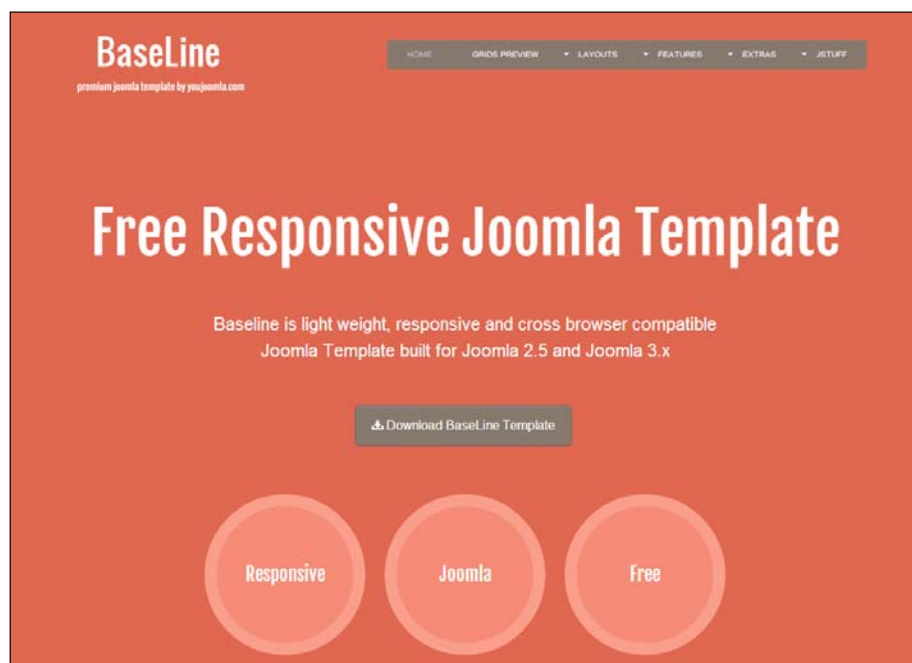 BaseLine
promium joomla template by youjoomla.com
HOME GRIDS PREVIEW LAYOUTS FEATURES EXTRAS JSTUFF
Free Responsive Joomla Template
Baseline is light weight, responsive and cross browser compatible
Joomla Template built for Joomla 2.5 and Joomla 3.x
Download BaseLine Template
Responsive Joomla Free